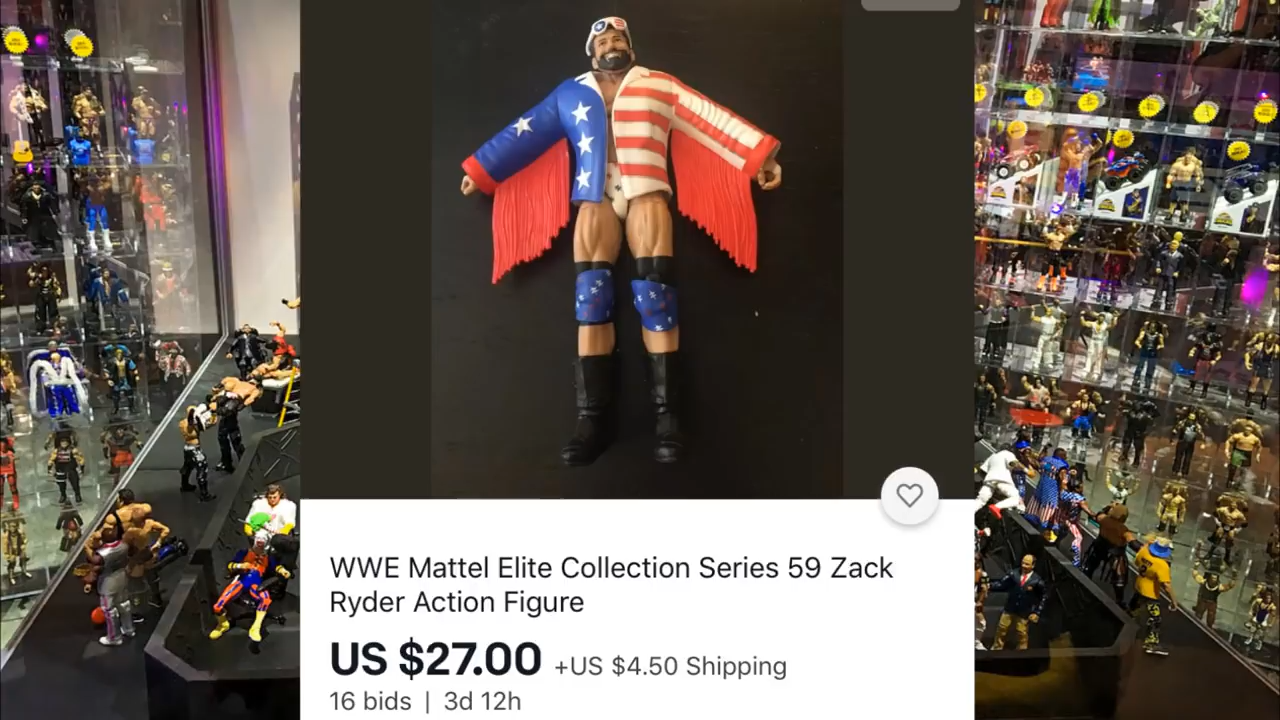 WWE Mattel Elite Collection Series 59 Zack
Ryder Action Figure
US $27.00 +US $4.50 Shipping
16 bids | 3d 12h